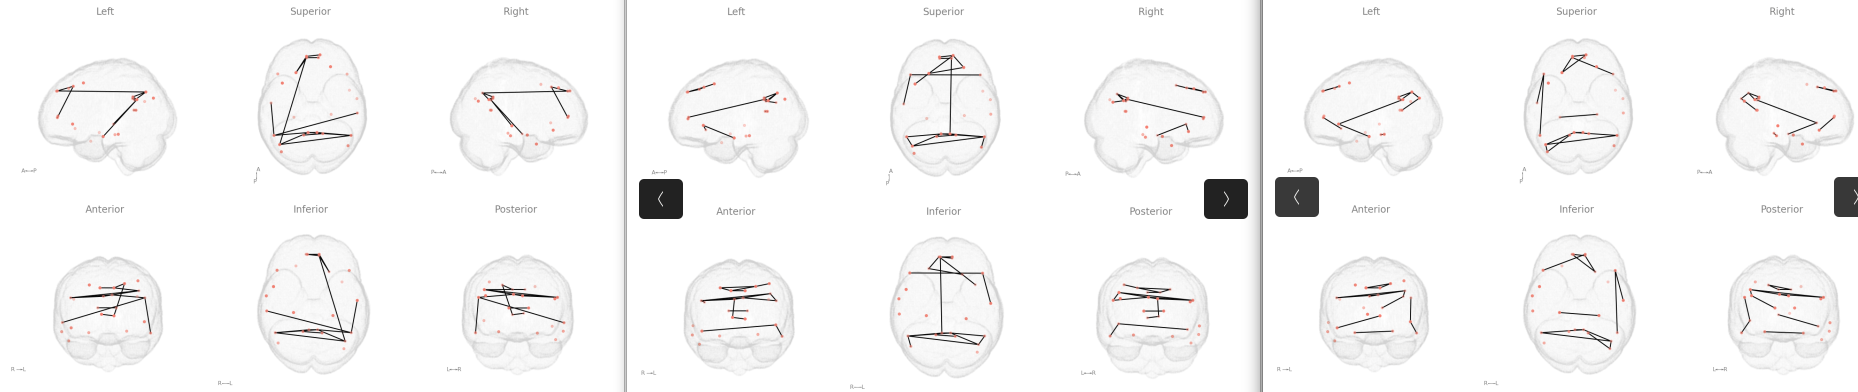 Left Superior Right
A←→P
A
P
P←→A
Anterior Inferior Posterior
R→L
R←→L
L←→R
Left Superior Right
A←→P
A
P
P←→A
Anterior Inferior Posterior
R→L
R←→L
L←→R
Left Superior Right
A←→P
A
P
P←→A
Anterior Inferior Posterior
R→L
R←→L
L←→R